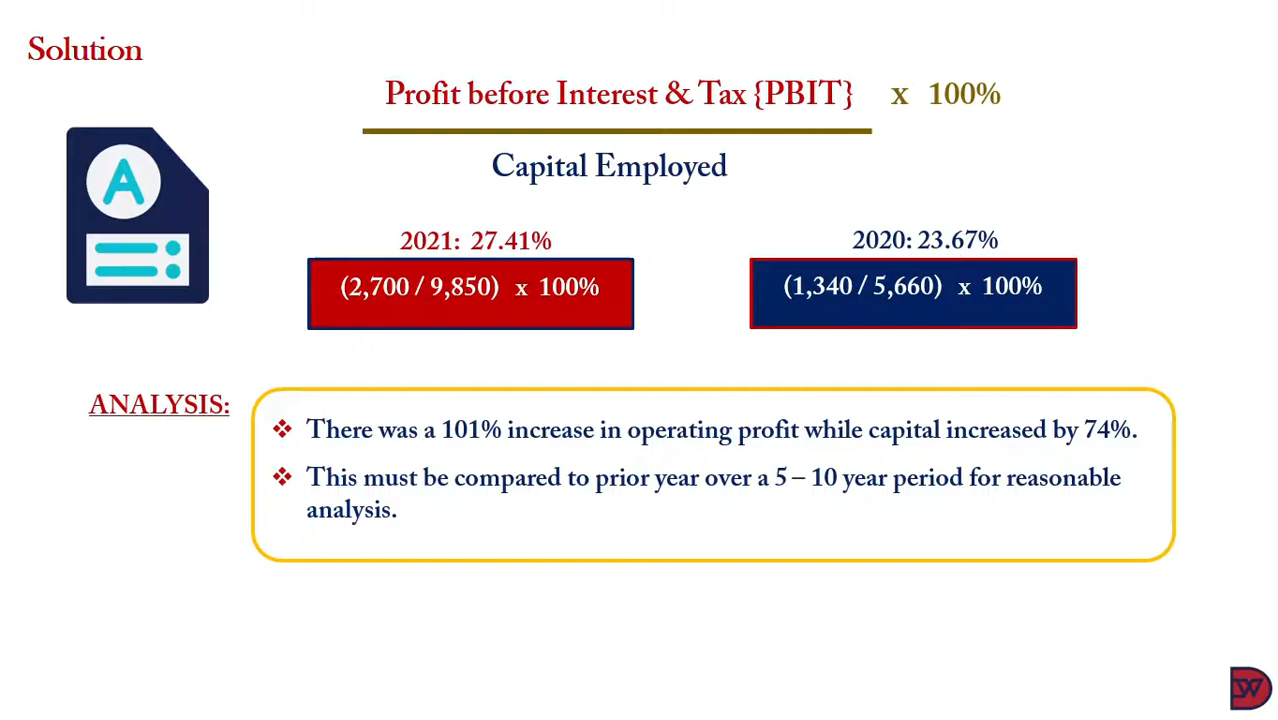 Solution
Profit before Interest & Tax {PBIT} x 100%
Capital Employed
2021: 27.41%
(2,700 / 9,850) x 100%
2020: 23.67%
(1,340 / 5,660) x 100%
A
ANALYSIS:
❖ There was a 101% increase in operating profit while capital increased by 74%.
❖ This must be compared to prior year over a 5 – 10 year period for reasonable
analysis.
DW